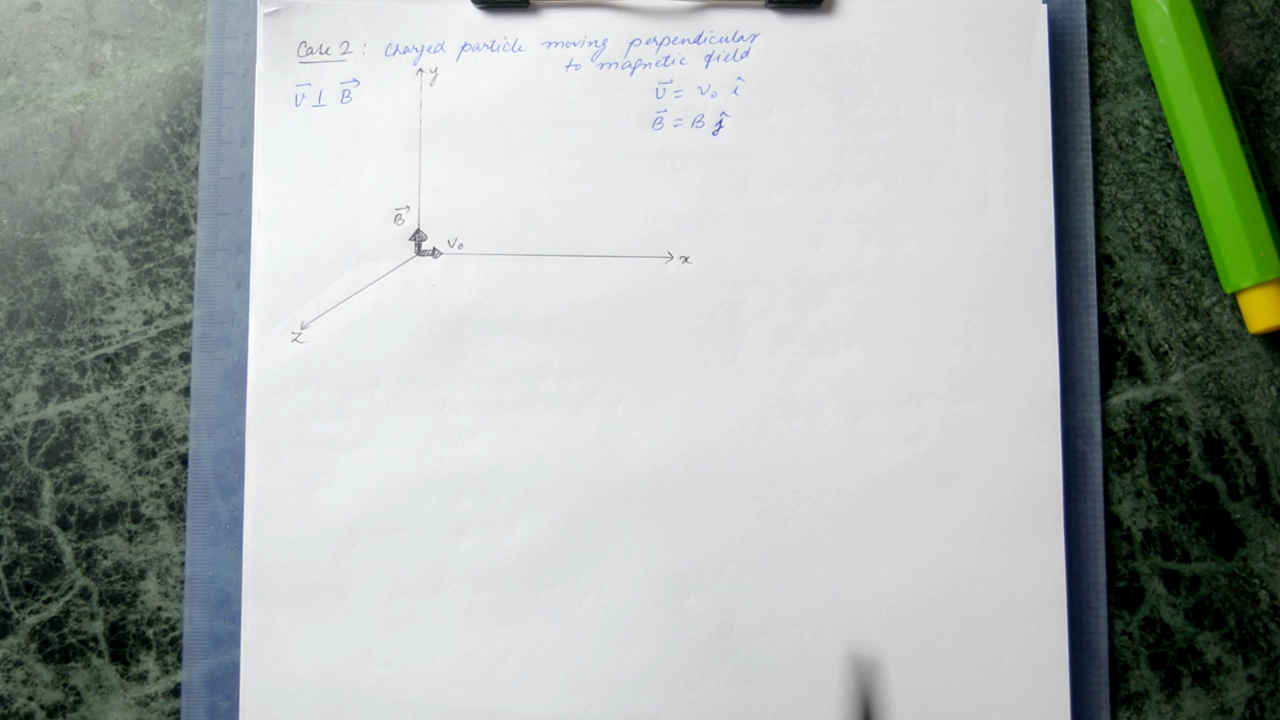 Case 2 : Charged particle moving perpendicular
to magnetic field
y
V⃗ ⊥ B⃗
v⃗ = v₀ î
B⃗ = B ĵ
B⃗
v₀
x
z